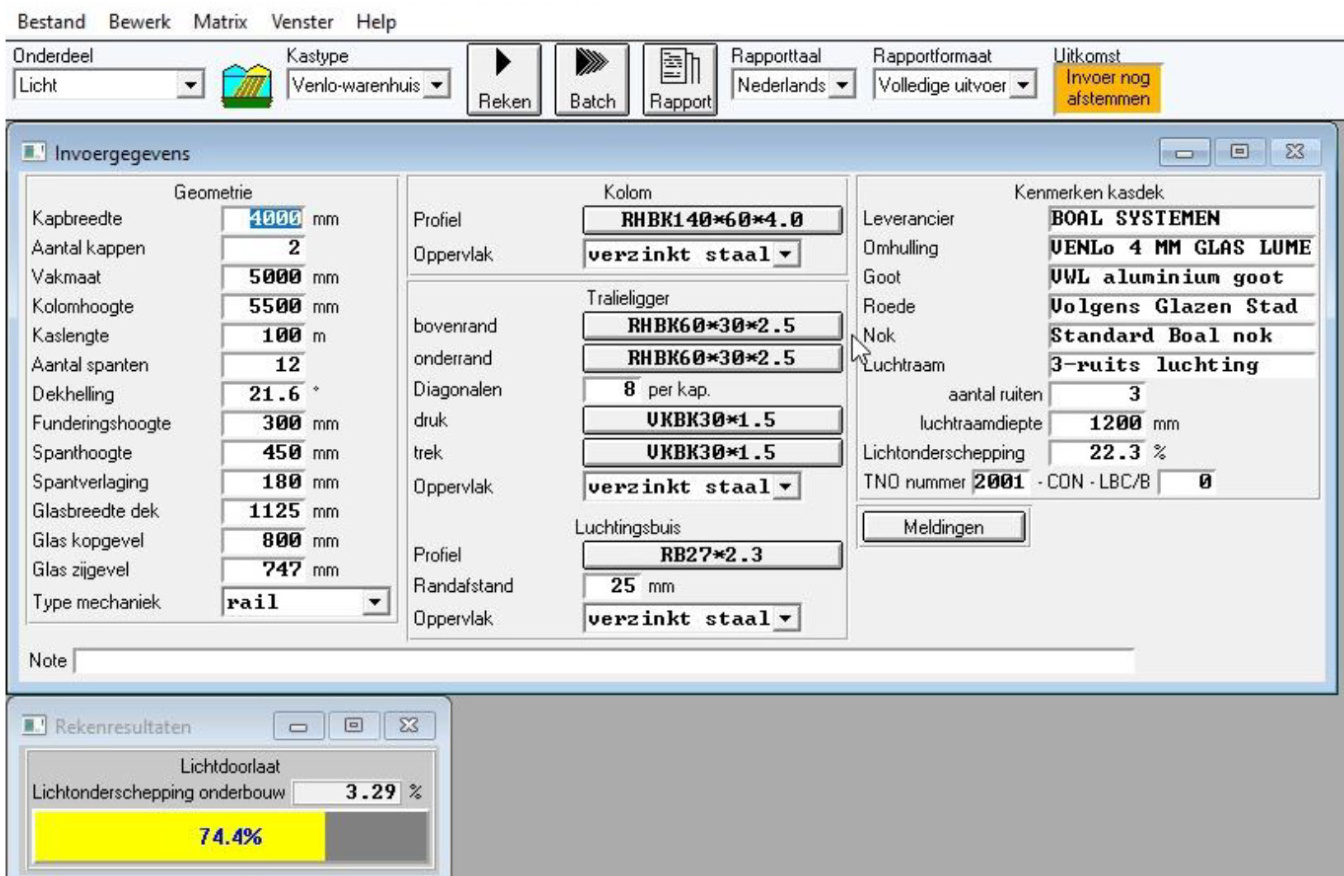 Bestand Bewerk Matrix Venster Help
Onderdeel Kastype Rapporttaal Rapportformaat Uitkomst
Licht Venlo-warenhuis Reken Batch Rapport Nederlands Volledige uitvoer Invoer nog afstemmen
Invoergegevens
Geometrie
Kapbreedte 4000 mm
Aantal kappen 2
Vakmaat 5000 mm
Kolomhoogte 5500 mm
Kaslengte 100 m
Aantal spanten 12
Dekhelling 21.6 °
Funderingshoogte 300 mm
Spanthoogte 450 mm
Spantverlaging 180 mm
Glasbreedte dek 1125 mm
Glas kopgevel 800 mm
Glas zijgevel 747 mm
Type mechaniek rail
Kolom
Profiel RHBK140*60*4.0
Oppervlak verzinkt staal
Tralieligger
bovenrand RHBK60*30*2.5
onderrand RHBK60*30*2.5
Diagonalen 8 per kap.
druk VKBK30*1.5
trek VKBK30*1.5
Oppervlak verzinkt staal
Luchtingsbuis
Profiel RB27*2.3
Randafstand 25 mm
Oppervlak verzinkt staal
Kenmerken kasdek
Leverancier BOAL SYSTEMEN
Omhulling VENLo 4 MM GLAS LUME
Goot VWL aluminium goot
Roede Volgens Glazen Stad
Nok Standard Boal nok
Luchtraam 3-ruits luchting
aantal ruiten 3
luchtraamdiepte 1200 mm
Lichtonderschepping 22.3 %
TNO nummer 2001 - CON - LBC/B 0
Meldingen
Note
Rekenresultaten
Lichtdoorlaat
Lichtonderschepping onderbouw 3.29 %
74.4%